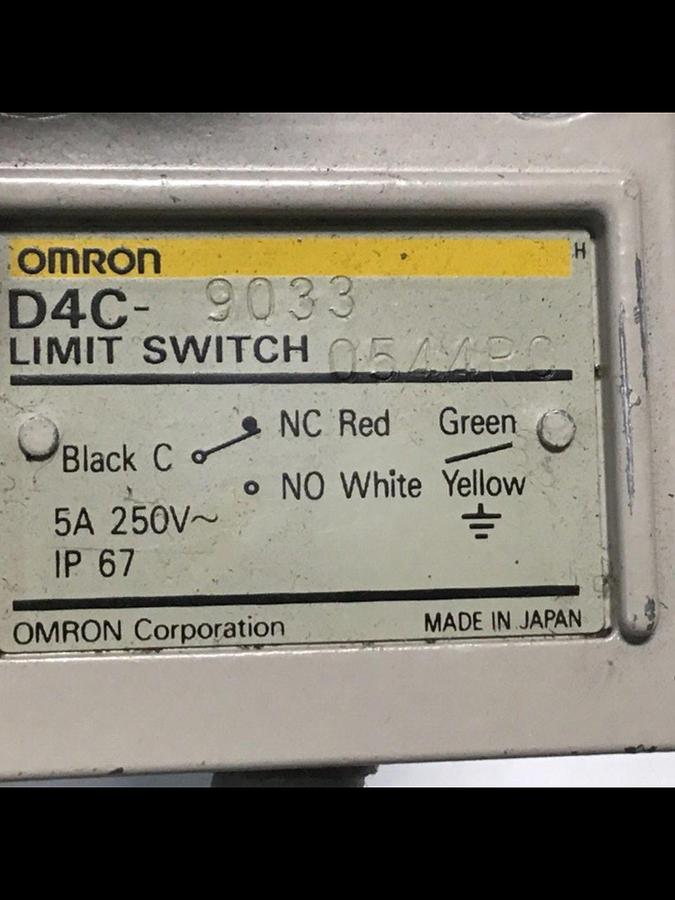 OMRON
H
D4C- 9033
LIMIT SWITCH 0544BC
NC Red Green
Black C
NO White Yellow
5A 250V~
IP 67
OMRON Corporation MADE IN JAPAN